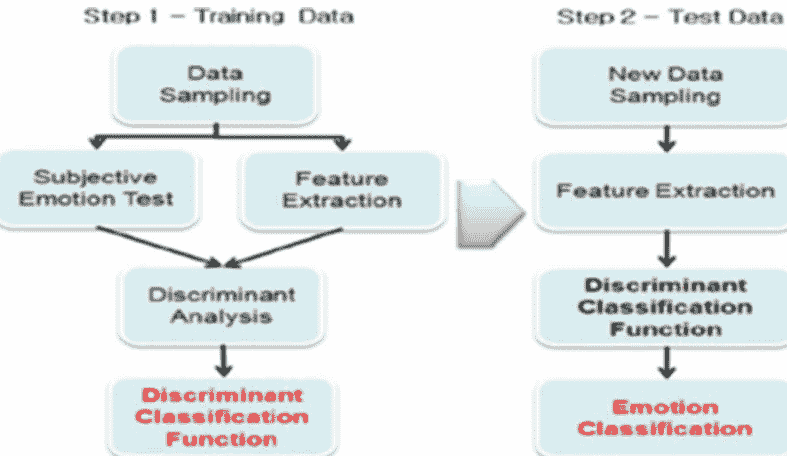 Step 1 – Training Data
Data
Sampling
Subjective
Emotion Test
Feature
Extraction
Discriminant
Analysis
Discriminant
Classification
Function
Step 2 – Test Data
New Data
Sampling
Feature Extraction
Discriminant
Classification
Function
Emotion
Classification